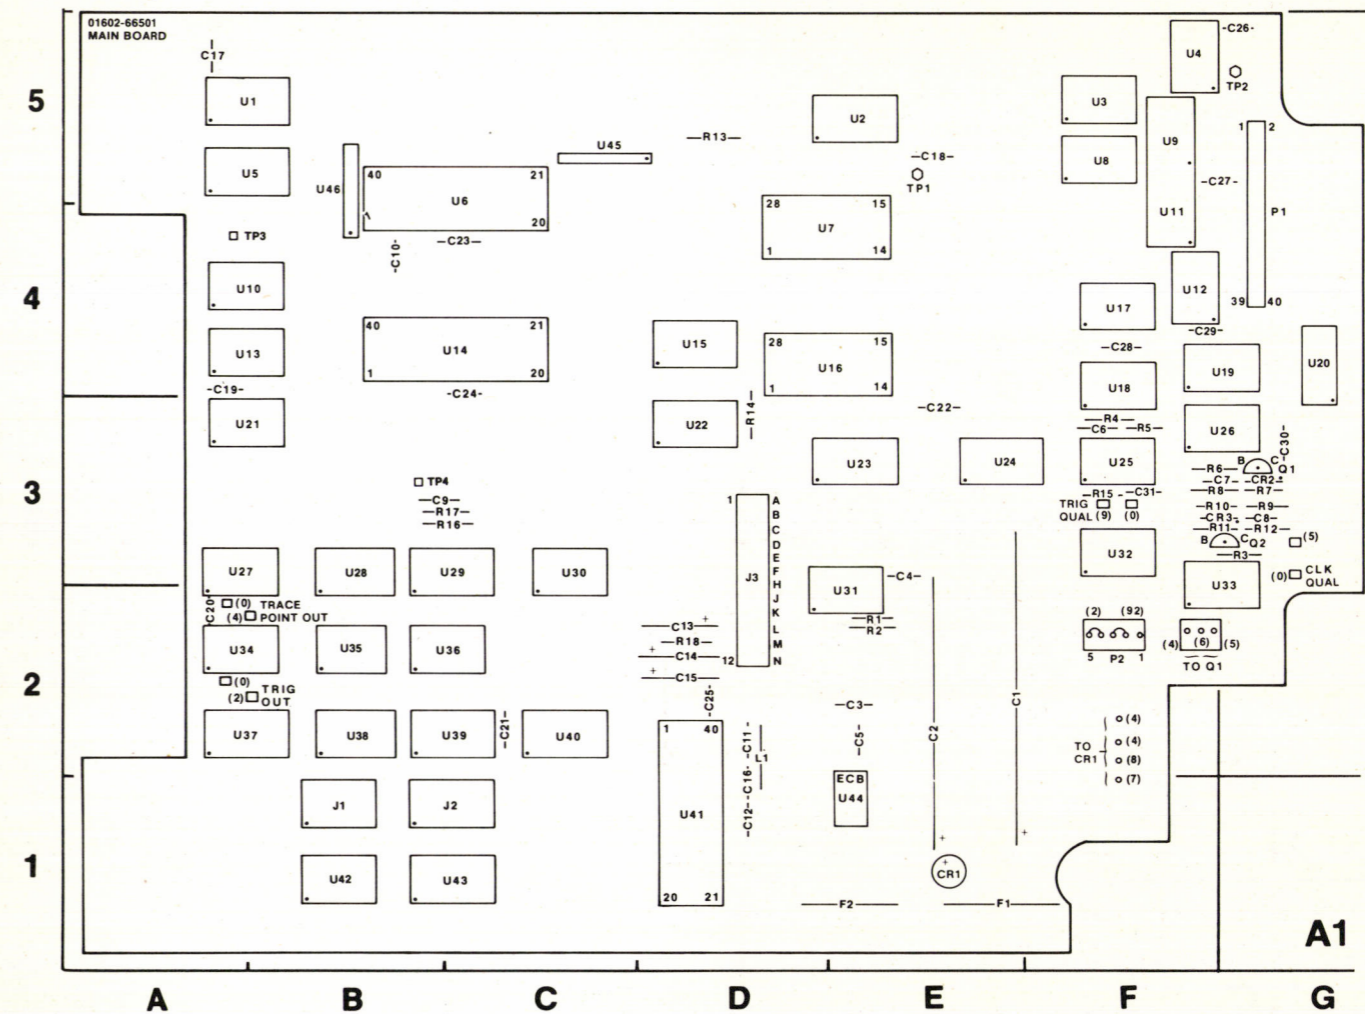 01602-66501
MAIN BOARD
C17
-C26-
U4
TP2
5
U1
U2
U3
U9
R13
C18
U8
U45
U5
U46
40 21
U6
1 20
TP1
-C27-
1 2
P1
39 40
28 15
U7
1 14
U11
TP3
-C10-
-C23-
4
U10
U12
U17
-C29-
40 21
U14
1 20
U15
28 15
U16
1 14
-C28-
U13
U19
U20
-C19-
-C24-
U18
U21
U22
R14
-C22-
R4
C6 R5
U26
-C30-
U23
U24
U25
B C
Q1
R6
C7 CR2
R8 R7
3
TP4
C9
R17
R16
1
A
B
C
D
E
F
H
J
K
L
M
N
12
J3
R15 -C31-
TRIG
QUAL (9) (0)
R10 R9
CR3 C8
R11 R12
B C Q2
R3
(5)
(0) CLK
QUAL
U32
U33
U27
U28
U29
U30
U31
-C4-
R1
R2
C20
(0) TRACE
(4) POINT OUT
C13
R18
C14
C15
(2) (92)
5 P2 1
(4) (6) (5)
TO Q1
U34
U35
U36
2
(0)
(2) TRIG
OUT
-C25-
-C3-
-C5-
C2
C1
U37
U38
U39
-C21-
U40
1 40
U41
20 21
-C11-
L1
-C16-
-C12-
ECB
U44
TO
CR1
(4)
(4)
(8)
(7)
J1
J2
1
U42
U43
CR1
F2
F1
A1
A B C D E F G